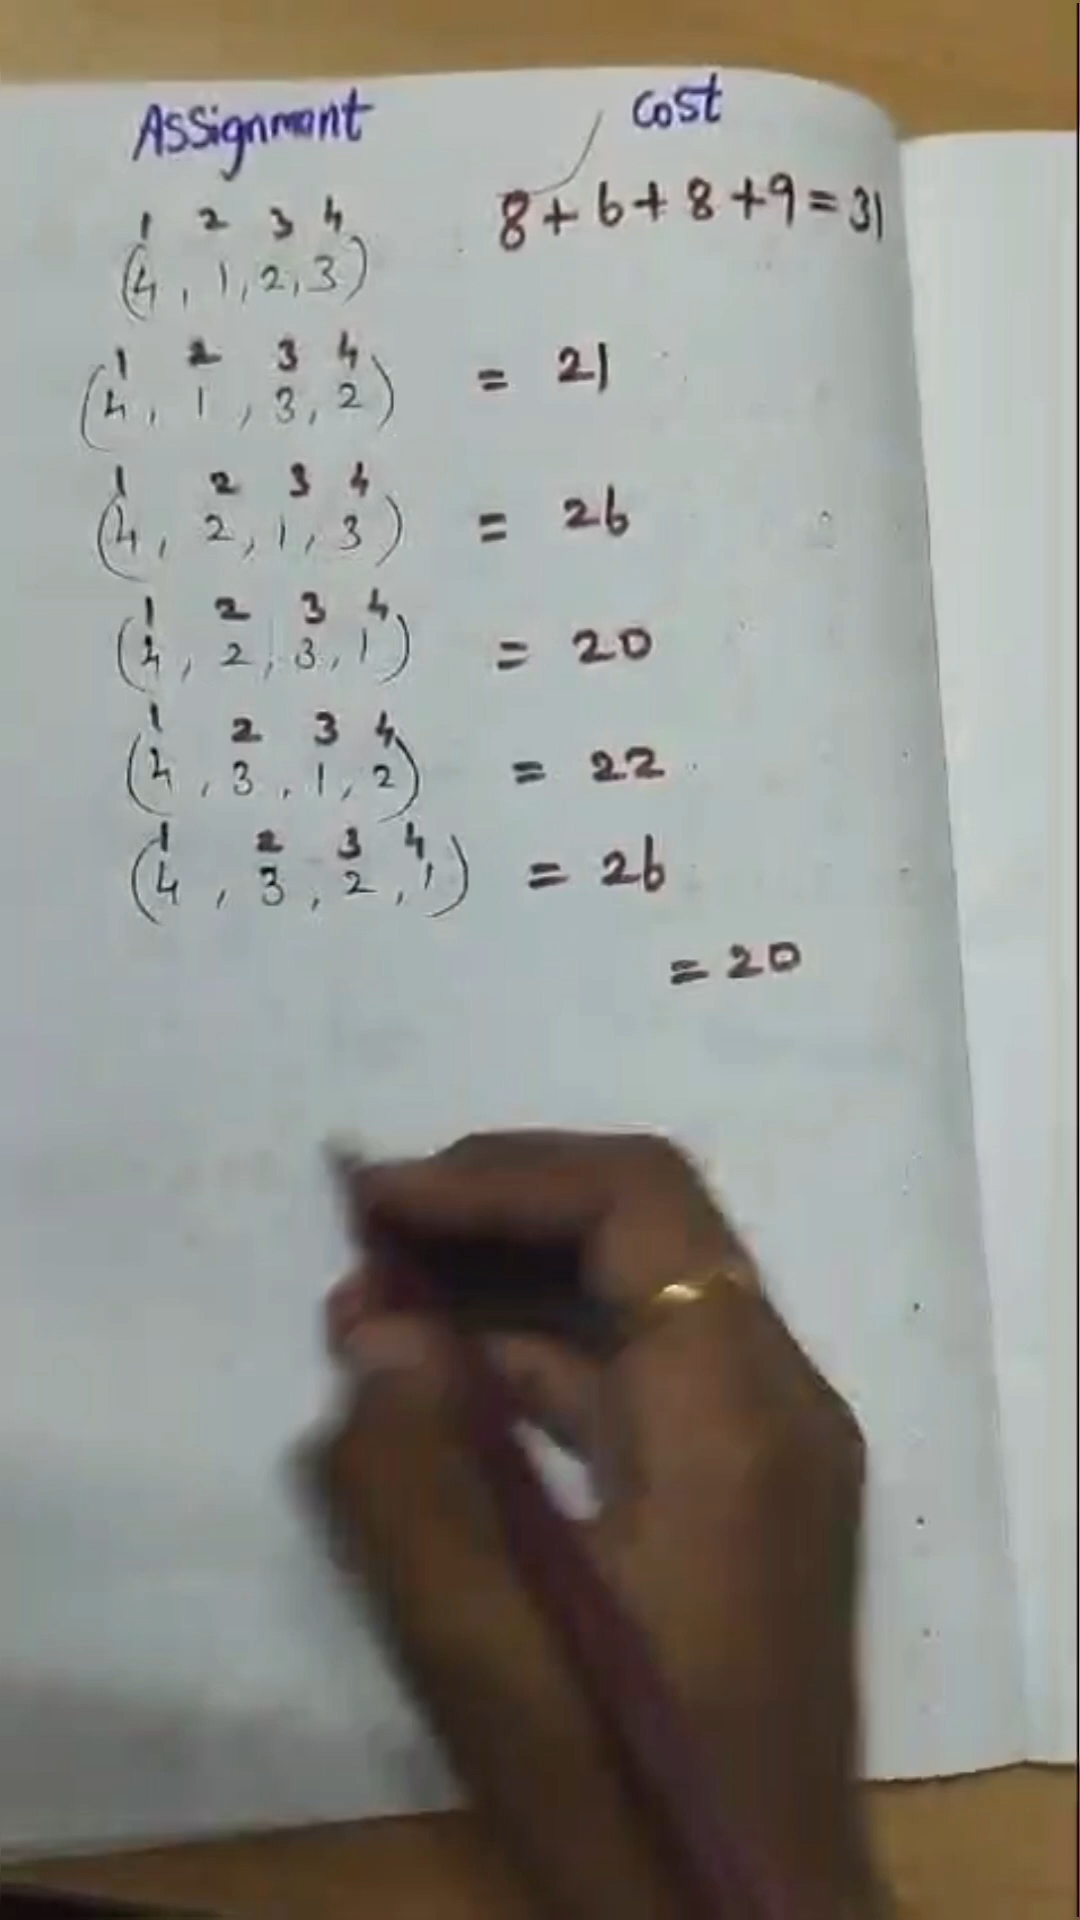 Assignment Cost
1 2 3 4
(4, 1, 2, 3) 8+6+8+9=31
1 2 3 4
(4, 1, 3, 2) = 21
1 2 3 4
(4, 2, 1, 3) = 26
1 2 3 4
(4, 2, 3, 1) = 20
1 2 3 4
(4, 3, 1, 2) = 22
1 2 3 4
(4, 3, 2, 1) = 26
= 20